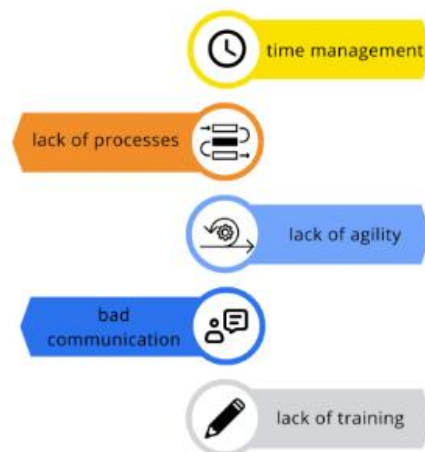 time management
lack of processes
lack of agility
bad
communication
lack of training